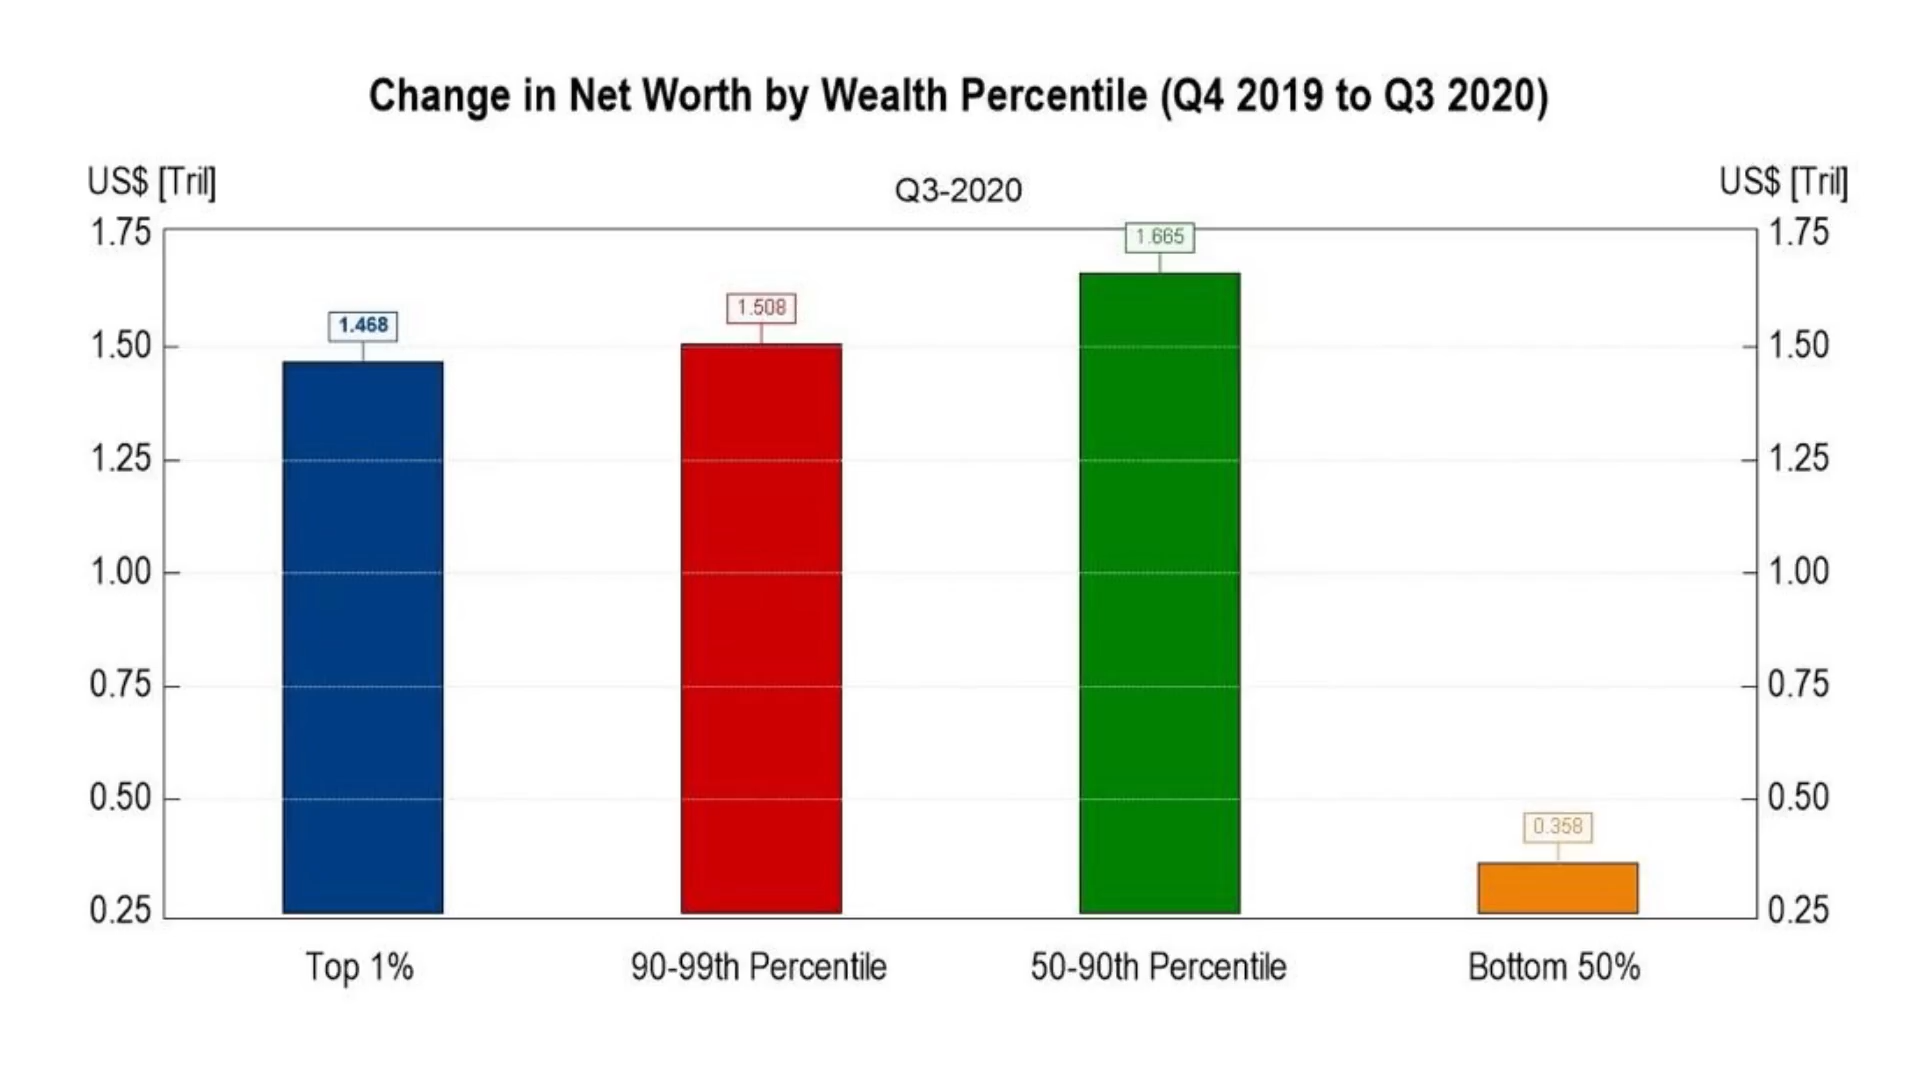 Change in Net Worth by Wealth Percentile (Q4 2019 to Q3 2020)
US$ [Tril]
Q3-2020
US$ [Tril]
1.75
1.665
1.75
1.508
1.468
1.50
1.50
1.25
1.25
1.00
1.00
0.75
0.75
0.50
0.50
0.358
0.25
0.25
Top 1%
90-99th Percentile
50-90th Percentile
Bottom 50%